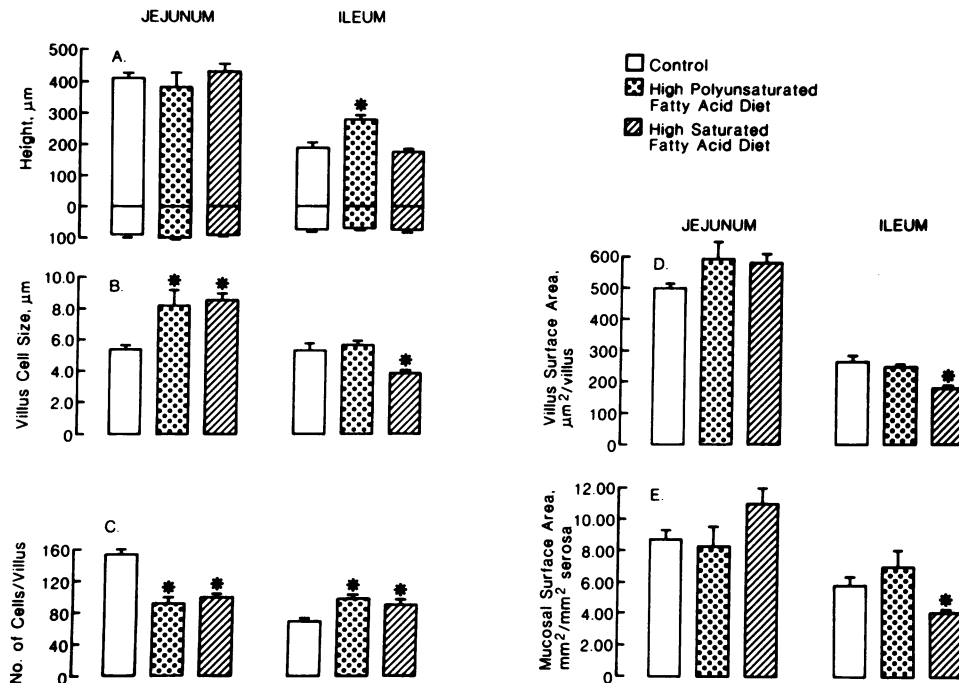 JEJUNUM ILEUM
A.
Height, μm
500
400
300
200
100
0
100
*
Control
High Polyunsaturated
Fatty Acid Diet
High Saturated
Fatty Acid Diet
B.
Villus Cell Size, μm
8.0
6.0
4.0
2.0
0
* *
*
C.
No. of Cells/Villus
160
120
80
40
0
* *
* *
JEJUNUM ILEUM
D.
Villus Surface Area,
μm²/villus
600
500
300
200
100
0
*
E.
Mucosal Surface Area,
mm²/mm² serosa
12.00
10.00
8.00
6.00
4.00
2.00
0
*